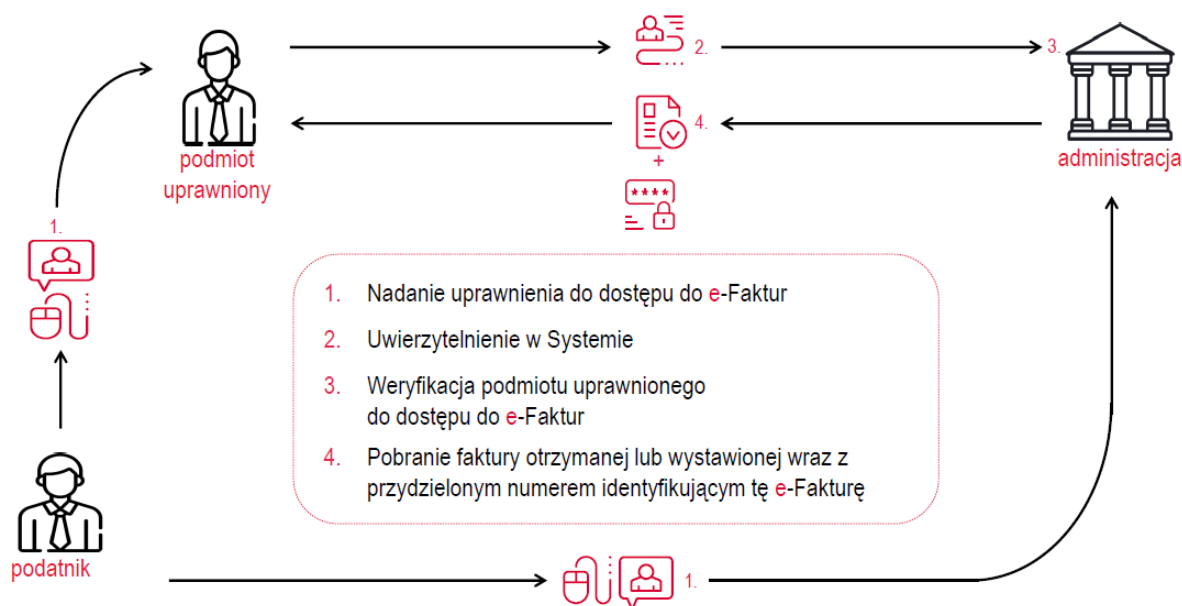 2.
3.
4.
podmiot
uprawniony
+
administracja
****
1.
1. Nadanie uprawnienia do dostępu do e-Faktur
2. Uwierzytelnienie w Systemie
3. Weryfikacja podmiotu uprawnionego
do dostępu do e-Faktur
4. Pobranie faktury otrzymanej lub wystawionej wraz z
przydzielonym numerem identyfikującym tę e-Fakturę
podatnik
1.